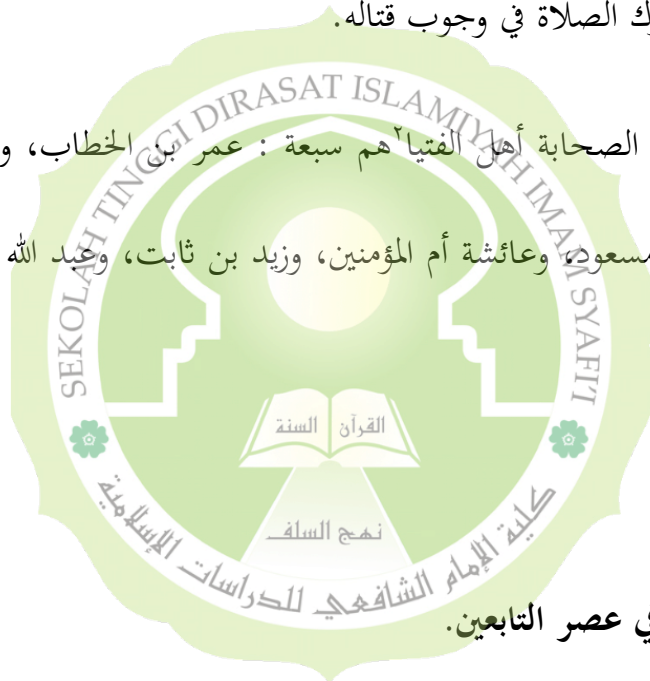 ك الصلاة في وجوب قتاله.
SEKOLAH TINGGI DIRASAT ISLAMIYAH IMAM SYAFI'I
الصحابة أهل الفتيا٢هم سبعة : عمر بن الخطاب، و
مسعود، وعائشة أم المؤمنين، وزيد بن ثابت، وعبد الله
القرآن السنة
نهج السلف
كلية الإمام الشافعي للدراسات الإسلامية
ي عصر التابعين.